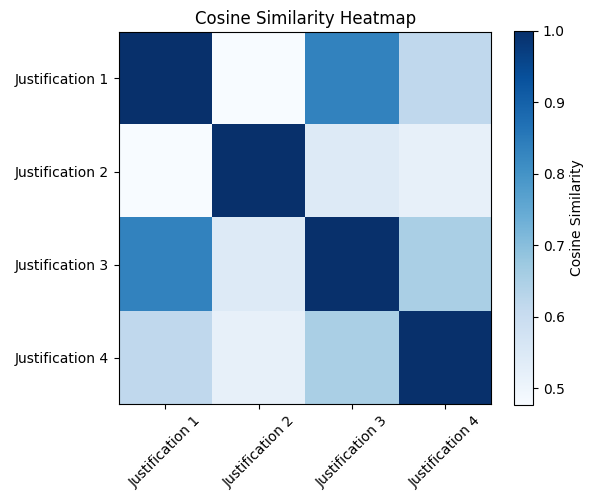 Cosine Similarity Heatmap
Justification 1
Justification 2
Justification 3
Justification 4
Justification 1
Justification 2
Justification 3
Justification 4
1.0
0.9
0.8
0.7
0.6
0.5
Cosine Similarity